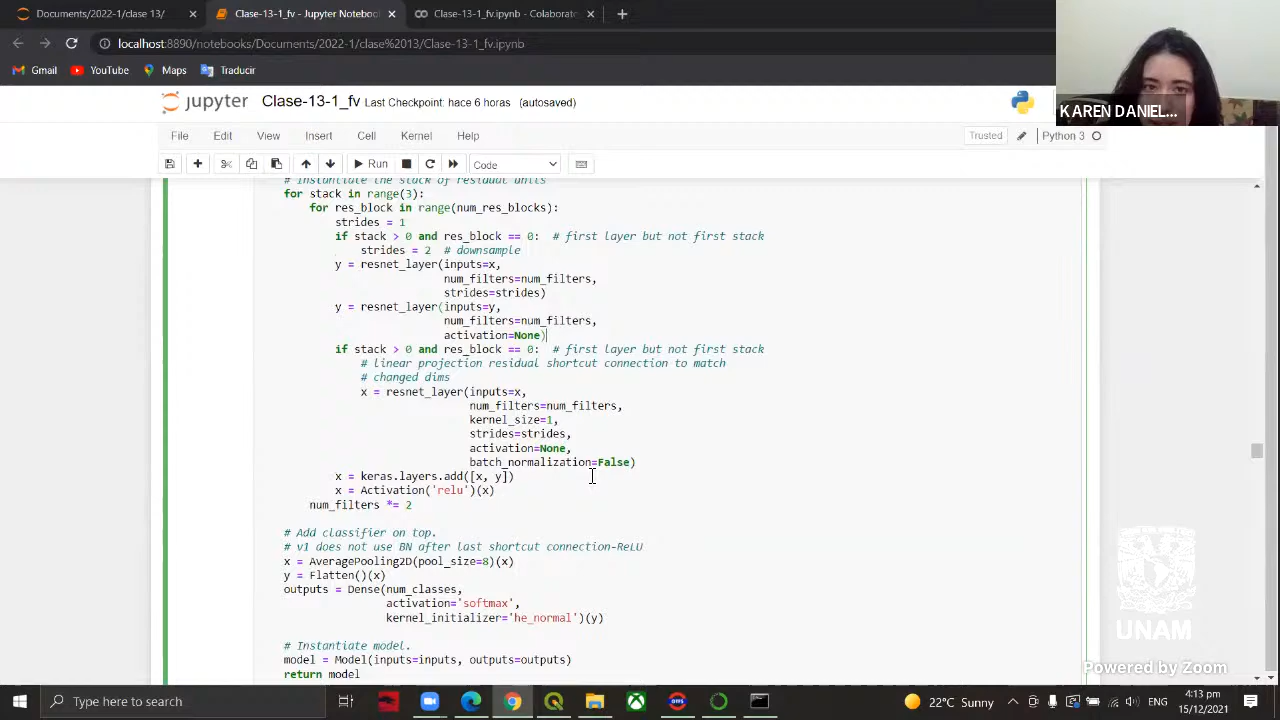 Documents/2022-1/clase 13/
Clase-13-1_fv - Jupyter Notebook
Clase-13-1_fv.ipynb - Colaborate
localhost:8890/notebooks/Documents/2022-1/clase%2013/Clase-13-1_fv.ipynb
Gmail YouTube Maps Traducir
jupyter Clase-13-1_fv Last Checkpoint: hace 6 horas (autosaved)
KAREN DANIEL...
File Edit View Insert Cell Kernel Help
Trusted Python 3
Run Code
# Instantiate the stack of residual units
for stack in range(3):
for res_block in range(num_res_blocks):
strides = 1
if stack > 0 and res_block == 0:  # first layer but not first stack
strides = 2  # downsample
y = resnet_layer(inputs=x,
num_filters=num_filters,
strides=strides)
y = resnet_layer(inputs=y,
num_filters=num_filters,
activation=None)
if stack > 0 and res_block == 0:  # first layer but not first stack
# linear projection residual shortcut connection to match
# changed dims
x = resnet_layer(inputs=x,
num_filters=num_filters,
kernel_size=1,
strides=strides,
activation=None,
batch_normalization=False)
x = keras.layers.add([x, y])
x = Activation('relu')(x)
num_filters *= 2
# Add classifier on top.
# v1 does not use BN after last shortcut connection-ReLU
x = AveragePooling2D(pool_size=8)(x)
y = Flatten()(x)
outputs = Dense(num_classes,
activation='softmax',
kernel_initializer='he_normal')(y)
# Instantiate model.
model = Model(inputs=inputs, outputs=outputs)
return model
UNAM
Powered by Zoom
Type here to search
22°C Sunny
ENG
4:13 pm
15/12/2021